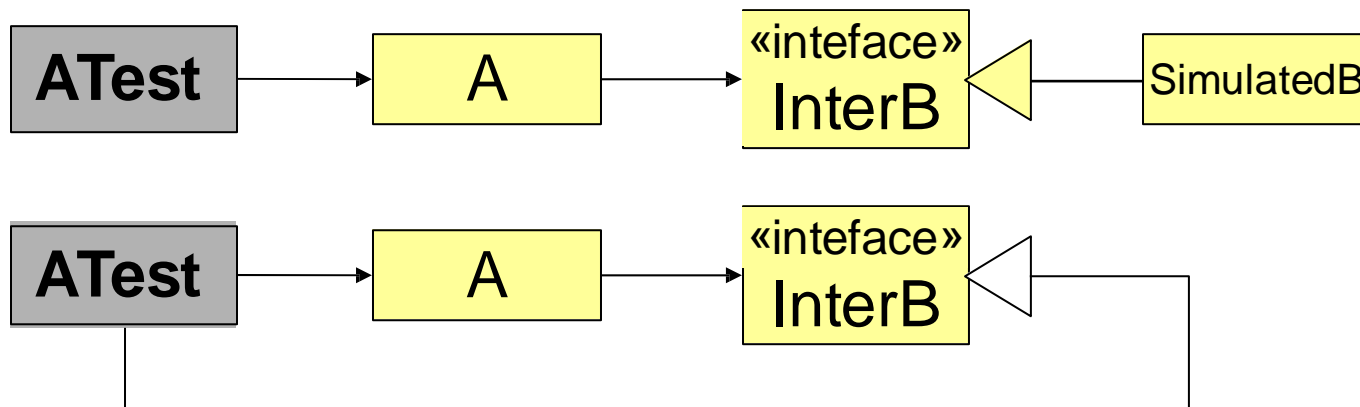 ATest
A
«inteface»
InterB
SimulatedB
ATest
A
«inteface»
InterB